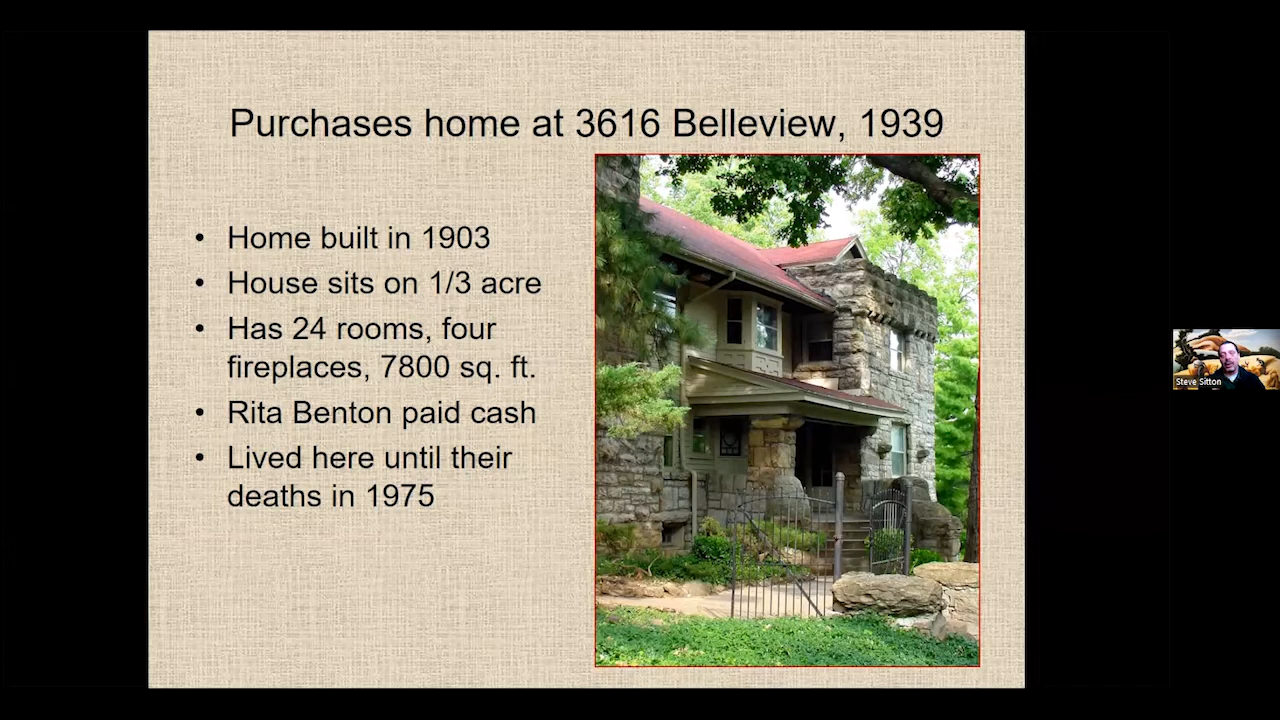 Purchases home at 3616 Belleview, 1939
• Home built in 1903
• House sits on 1/3 acre
• Has 24 rooms, four
fireplaces, 7800 sq. ft.
• Rita Benton paid cash
• Lived here until their
deaths in 1975
Steve Sitton